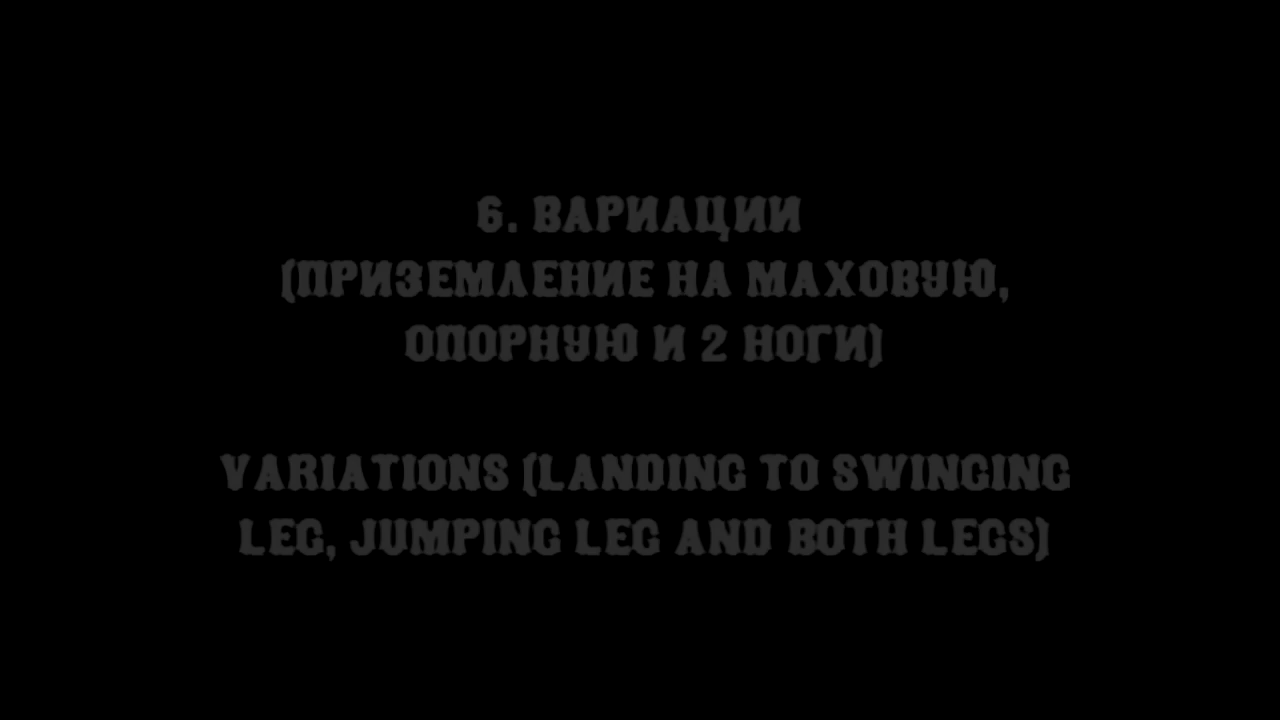 6. ВАРИАЦИИ
(ПРИЗЕМЛЕНИЕ НА МАХОВУЮ,
ОПОРНУЮ И 2 НОГИ)
VARIATIONS (LANDING TO SWINGING
LEG, JUMPING LEG AND BOTH LEGS)